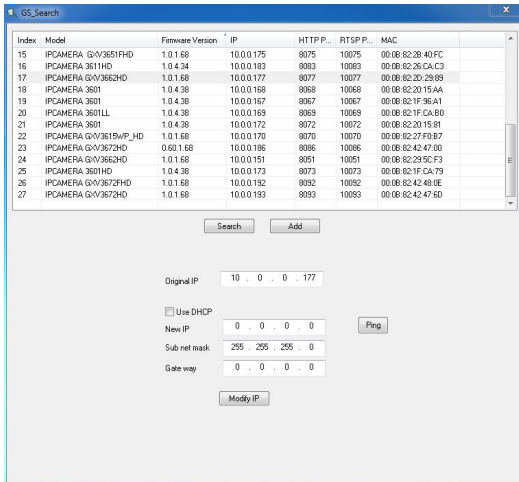 GS_Search
Index Model Firmware Version IP HTTP P... RTSP P... MAC
15 IPCAMERA GXV3651FHD 1.0.1.68 10.0.0.175 8075 10075 00:0B:82:2B:40:FC
16 IPCAMERA 3611HD 1.0.4.34 10.0.0.183 8083 10083 00:0B:82:26:CA:C3
17 IPCAMERA GXV3662HD 1.0.1.68 10.0.0.177 8077 10077 00:0B:82:2D:29:89
18 IPCAMERA 3601 1.0.4.38 10.0.0.168 8068 10068 00:0B:82:20:15:AA
19 IPCAMERA 3601 1.0.4.38 10.0.0.167 8067 10067 00:0B:82:1F:96:A1
20 IPCAMERA 3601LL 1.0.4.38 10.0.0.169 8069 10069 00:0B:82:1F:CA:B0
21 IPCAMERA 3601 1.0.4.38 10.0.0.172 8072 10072 00:0B:82:20:15:81
22 IPCAMERA GXV3615WP_HD 1.0.1.68 10.0.0.170 8070 10070 00:0B:82:27:F0:B7
23 IPCAMERA GXV3672HD 0.60.1.68 10.0.0.186 8086 10086 00:0B:82:42:47:00
24 IPCAMERA GXV3662HD 1.0.1.68 10.0.0.151 8051 10051 00:0B:82:29:5C:F3
25 IPCAMERA 3601HD 1.0.4.38 10.0.0.173 8073 10073 00:0B:82:1F:CA:79
26 IPCAMERA GXV3672FHD 1.0.1.68 10.0.0.192 8092 10092 00:0B:82:42:48:0E
27 IPCAMERA GXV3672HD 1.0.1.68 10.0.0.193 8093 10093 00:0B:82:42:47:6D
Search Add
Original IP 10 . 0 . 0 . 177
Use DHCP
New IP 0 . 0 . 0 . 0 Ping
Sub net mask 255 . 255 . 255 . 0
Gate way 0 . 0 . 0 . 0
Modify IP